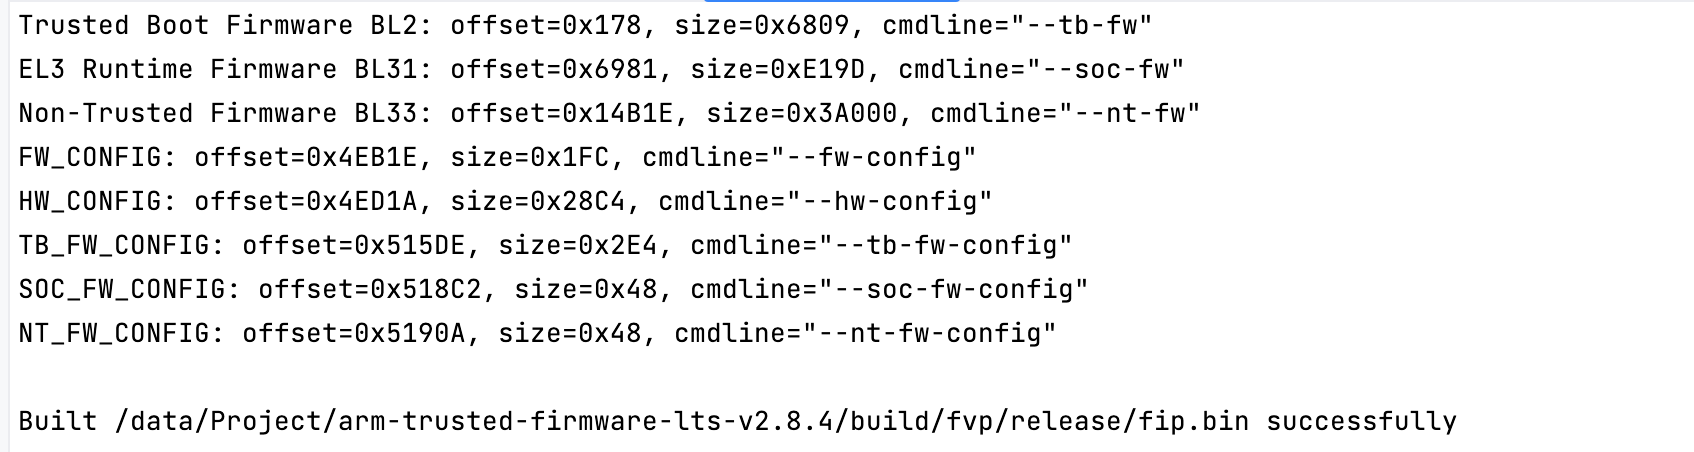 Trusted Boot Firmware BL2: offset=0x178, size=0x6809, cmdline="--tb-fw"
EL3 Runtime Firmware BL31: offset=0x6981, size=0xE19D, cmdline="--soc-fw"
Non-Trusted Firmware BL33: offset=0x14B1E, size=0x3A000, cmdline="--nt-fw"
FW_CONFIG: offset=0x4EB1E, size=0x1FC, cmdline="--fw-config"
HW_CONFIG: offset=0x4ED1A, size=0x28C4, cmdline="--hw-config"
TB_FW_CONFIG: offset=0x515DE, size=0x2E4, cmdline="--tb-fw-config"
SOC_FW_CONFIG: offset=0x518C2, size=0x48, cmdline="--soc-fw-config"
NT_FW_CONFIG: offset=0x5190A, size=0x48, cmdline="--nt-fw-config"
Built /data/Project/arm-trusted-firmware-lts-v2.8.4/build/fvp/release/fip.bin successfully